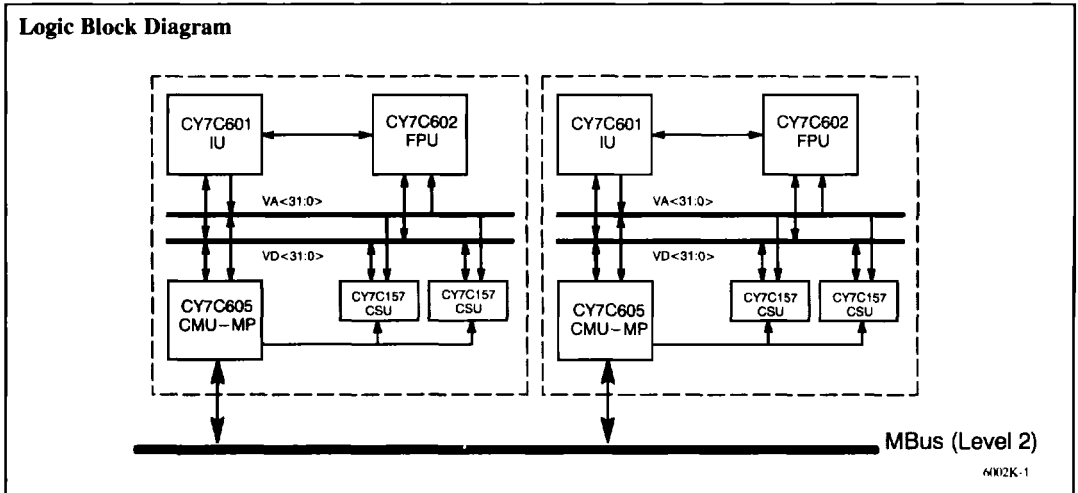 Logic Block Diagram
CY7C601
IU
CY7C602
FPU
VA<31:0>
VD<31:0>
CY7C605
CMU-MP
CY7C157
CSU
CY7C157
CSU
CY7C601
IU
CY7C602
FPU
VA<31:0>
VD<31:0>
CY7C605
CMU-MP
CY7C157
CSU
CY7C157
CSU
MBus (Level 2)
6002K-1